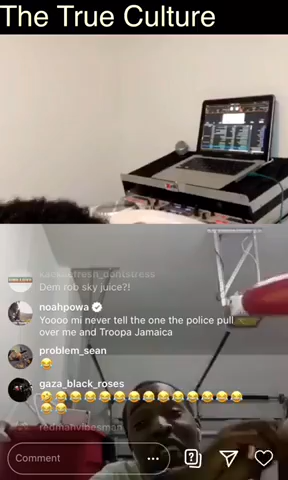 The True Culture
Dem rob sky juice?!
noahpowa
Yoooo mi never tell the one the police pull
over me and Troopa Jamaica
problem_sean
gaza_black_roses
redmanvibesman
Comment